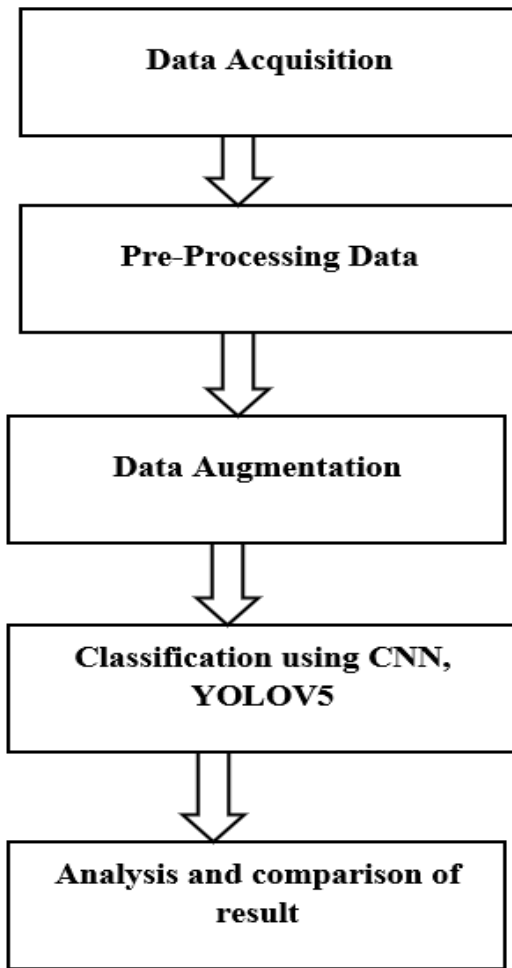 Data Acquisition
Pre-Processing Data
Data Augmentation
Classification using CNN,
YOLOV5
Analysis and comparison of
result